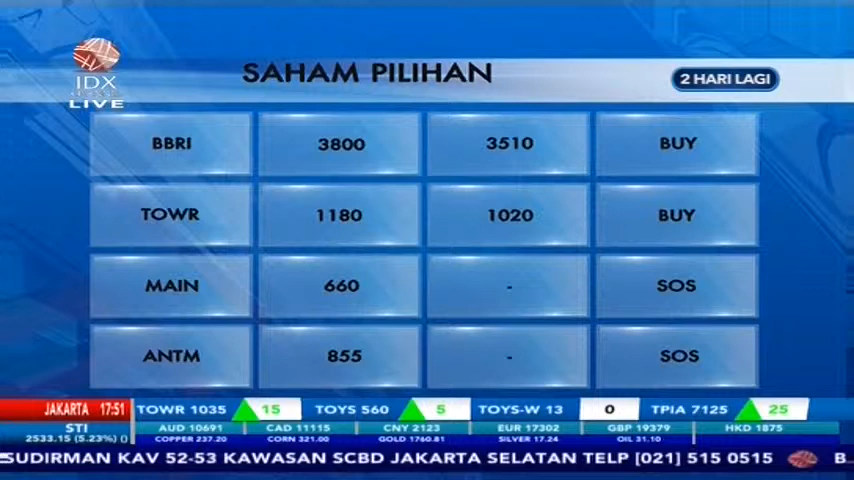 IDX
LIVE
SAHAM PILIHAN
2 HARI LAGI
BBRI 3800 3510 BUY
TOWR 1180 1020 BUY
MAIN 660 - SOS
ANTM 855 - SOS
JAKARTA 17:51 TOWR 1035 15 TOYS 560 5 TOYS-W 13 0 TPIA 7125 25
STI AUD 10691 CAD 11115 CNY 2123 EUR 17302 GBP 19379 HKD 1875
2533.15 (5.23%) () COPPER 237.20 CORN 321.00 GOLD 1760.81 SILVER 17.24 OIL 31.10
SUDIRMAN KAV 52-53 KAWASAN SCBD JAKARTA SELATAN TELP [021] 515 0515 B